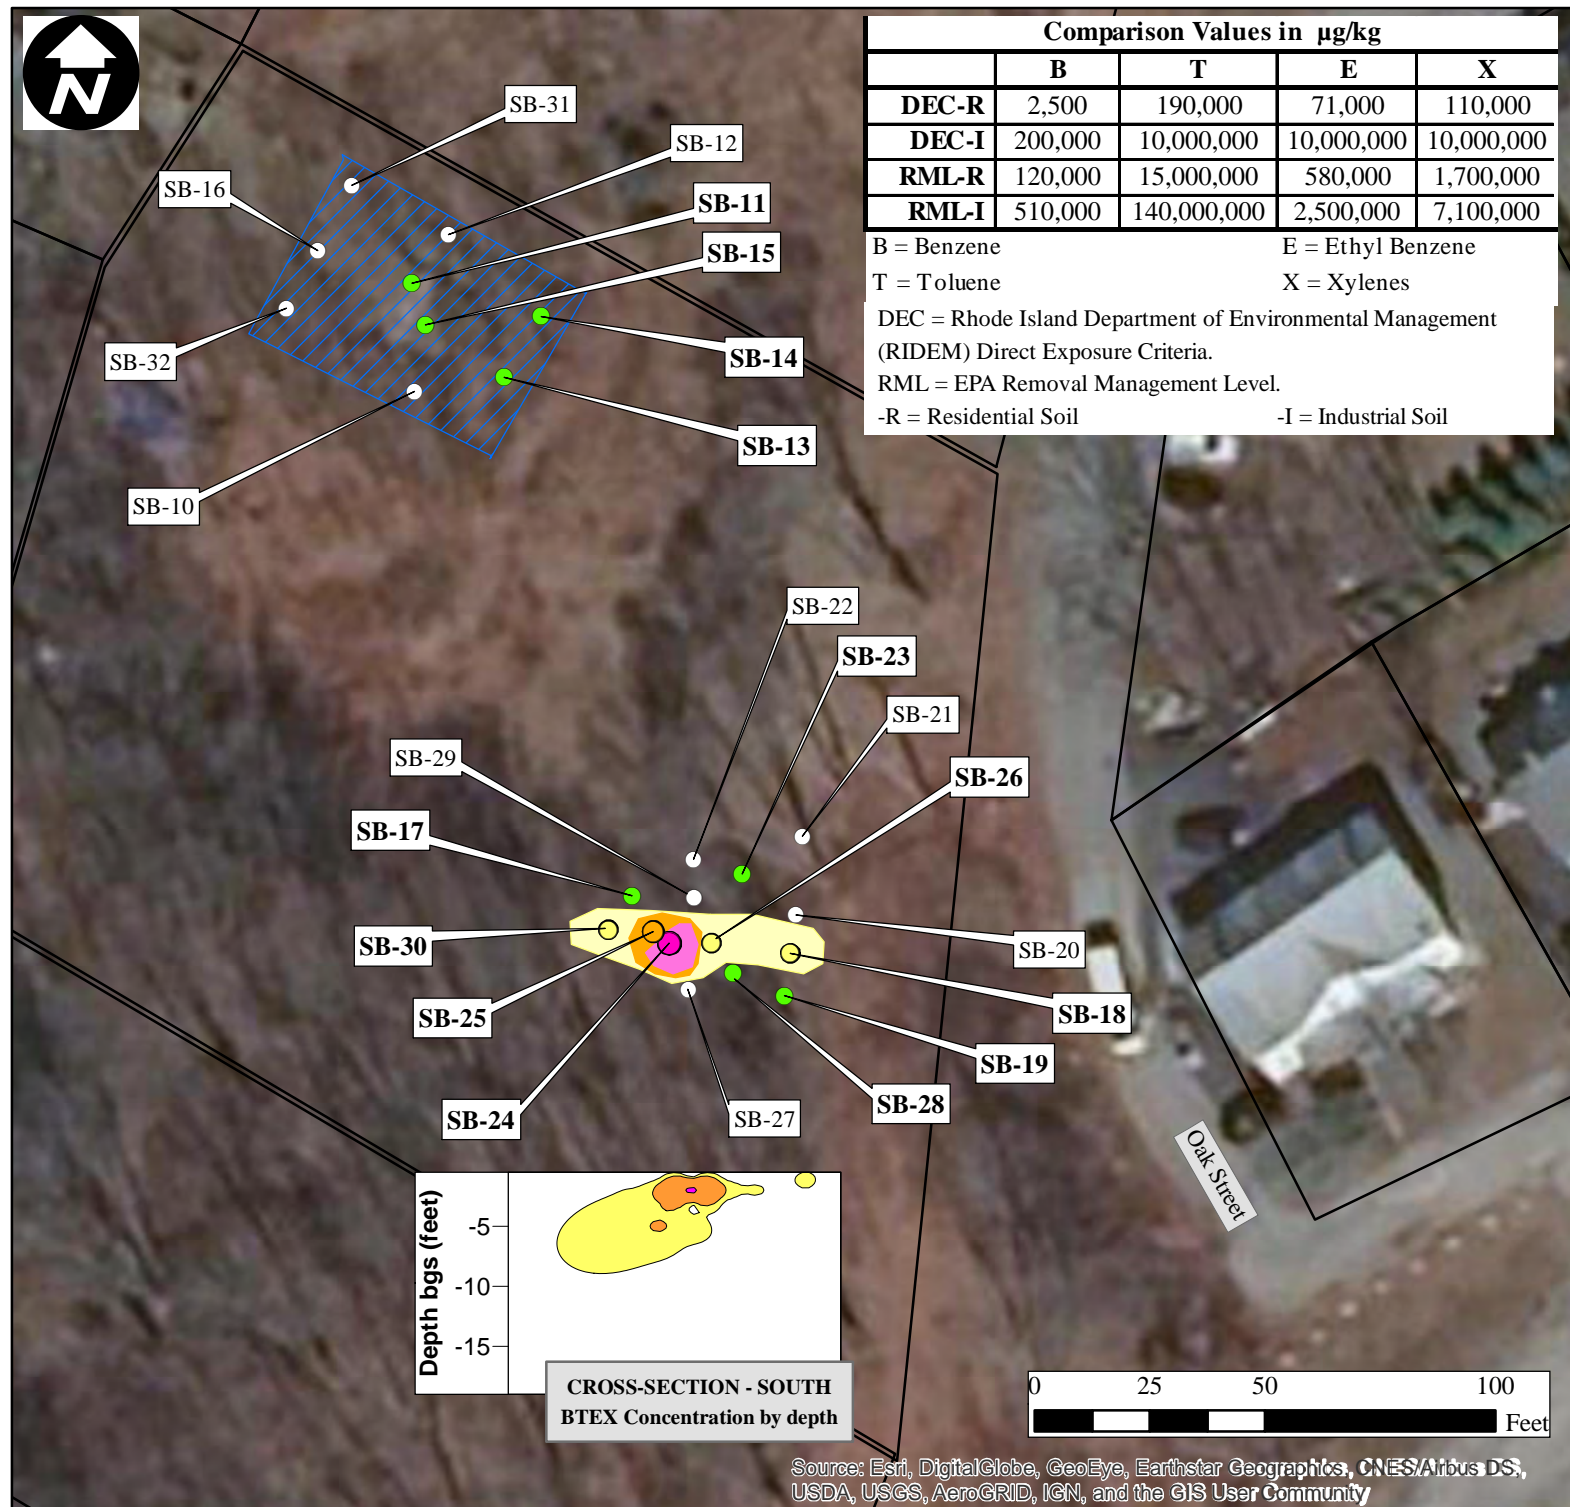 N
Comparison Values in µg/kg
B T E X
DEC-R 2,500 190,000 71,000 110,000
DEC-I 200,000 10,000,000 10,000,000 10,000,000
RML-R 120,000 15,000,000 580,000 1,700,000
RML-I 510,000 140,000,000 2,500,000 7,100,000
B = Benzene E = Ethyl Benzene
T = Toluene X = Xylenes
DEC = Rhode Island Department of Environmental Management
(RIDEM) Direct Exposure Criteria.
RML = EPA Removal Management Level.
-R = Residential Soil -I = Industrial Soil
SB-31
SB-12
SB-16
SB-11
SB-15
SB-32
SB-14
SB-13
SB-10
SB-22
SB-23
SB-21
SB-29
SB-26
SB-17
SB-30
SB-20
SB-25
SB-18
SB-19
SB-24
SB-27
SB-28
Oak Street
Depth bgs (feet)
-5
-10
-15
CROSS-SECTION - SOUTH
BTEX Concentration by depth
0 25 50 100
Feet
Source: Esri, DigitalGlobe, GeoEye, Earthstar Geographics, CNES/Airbus DS,
USDA, USGS, AeroGRID, IGN, and the GIS User Community